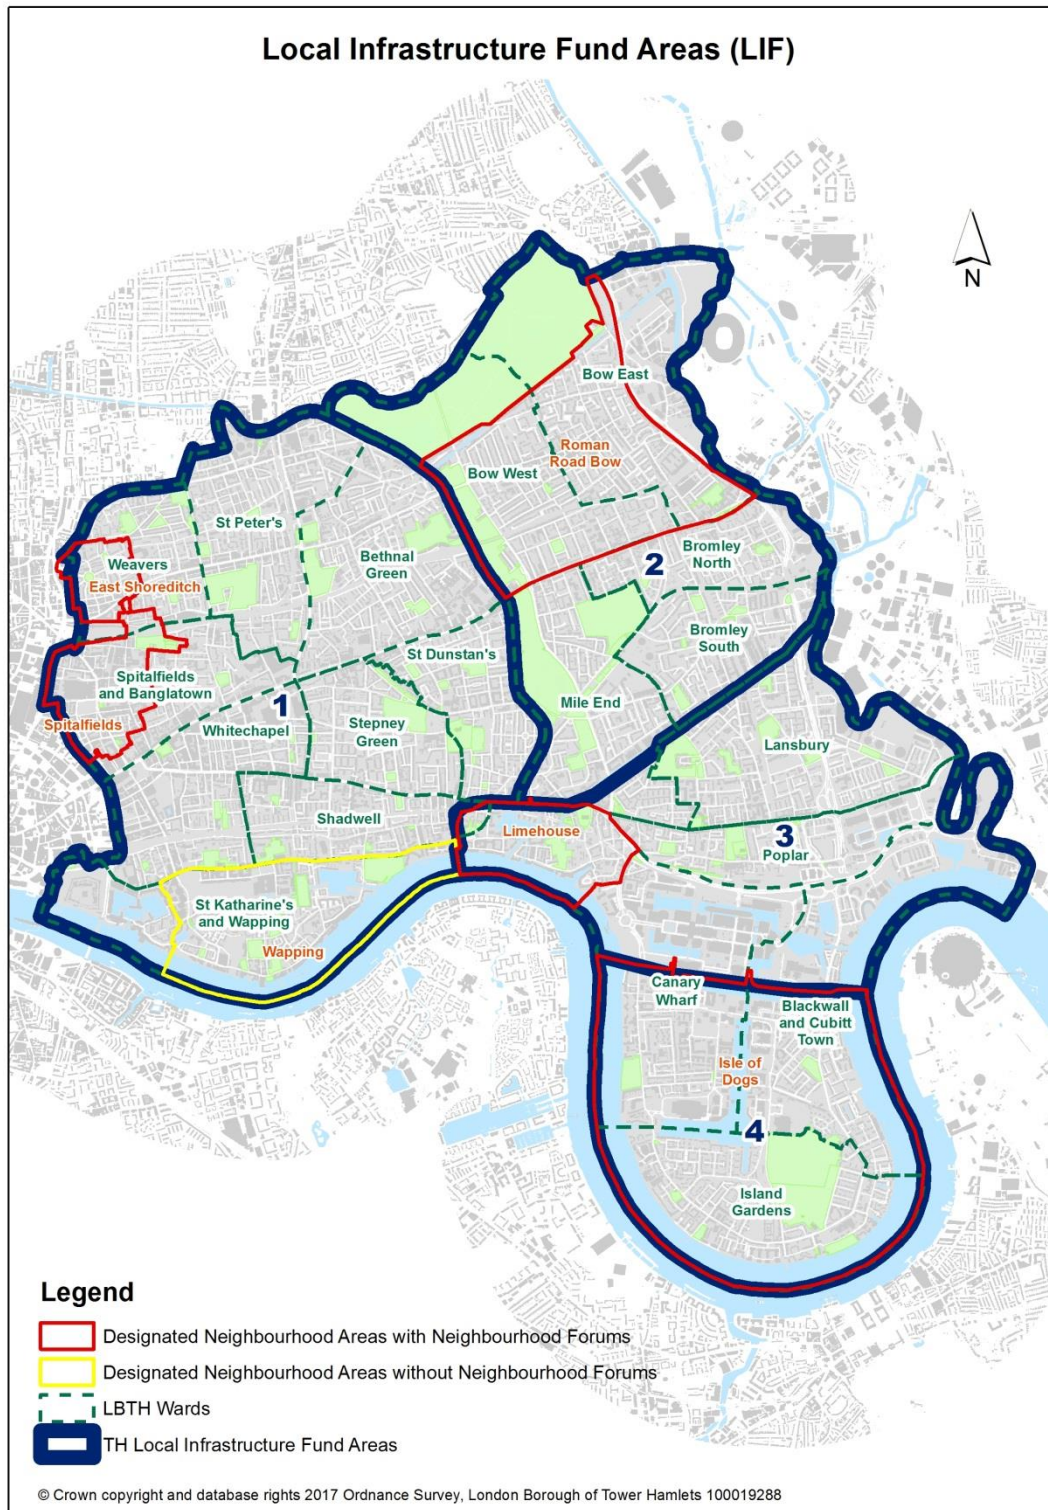 Local Infrastructure Fund Areas (LIF)
N
Bow East
Roman
Road Bow
Bow West
St Peter's
Bethnal
Green
Weavers
East Shoreditch
2
Bromley
North
Bromley
South
St Dunstan's
Spitalfields
and Banglatown
Spitalfields
1
Whitechapel
Stepney
Green
Mile End
Lansbury
Shadwell
Limehouse
3
Poplar
St Katharine's
and Wapping
Wapping
Canary
Wharf
Blackwall
and Cubitt
Town
Isle of
Dogs
4
Island
Gardens
Legend
Designated Neighbourhood Areas with Neighbourhood Forums
Designated Neighbourhood Areas without Neighbourhood Forums
LBTH Wards
TH Local Infrastructure Fund Areas
© Crown copyright and database rights 2017 Ordnance Survey, London Borough of Tower Hamlets 100019288